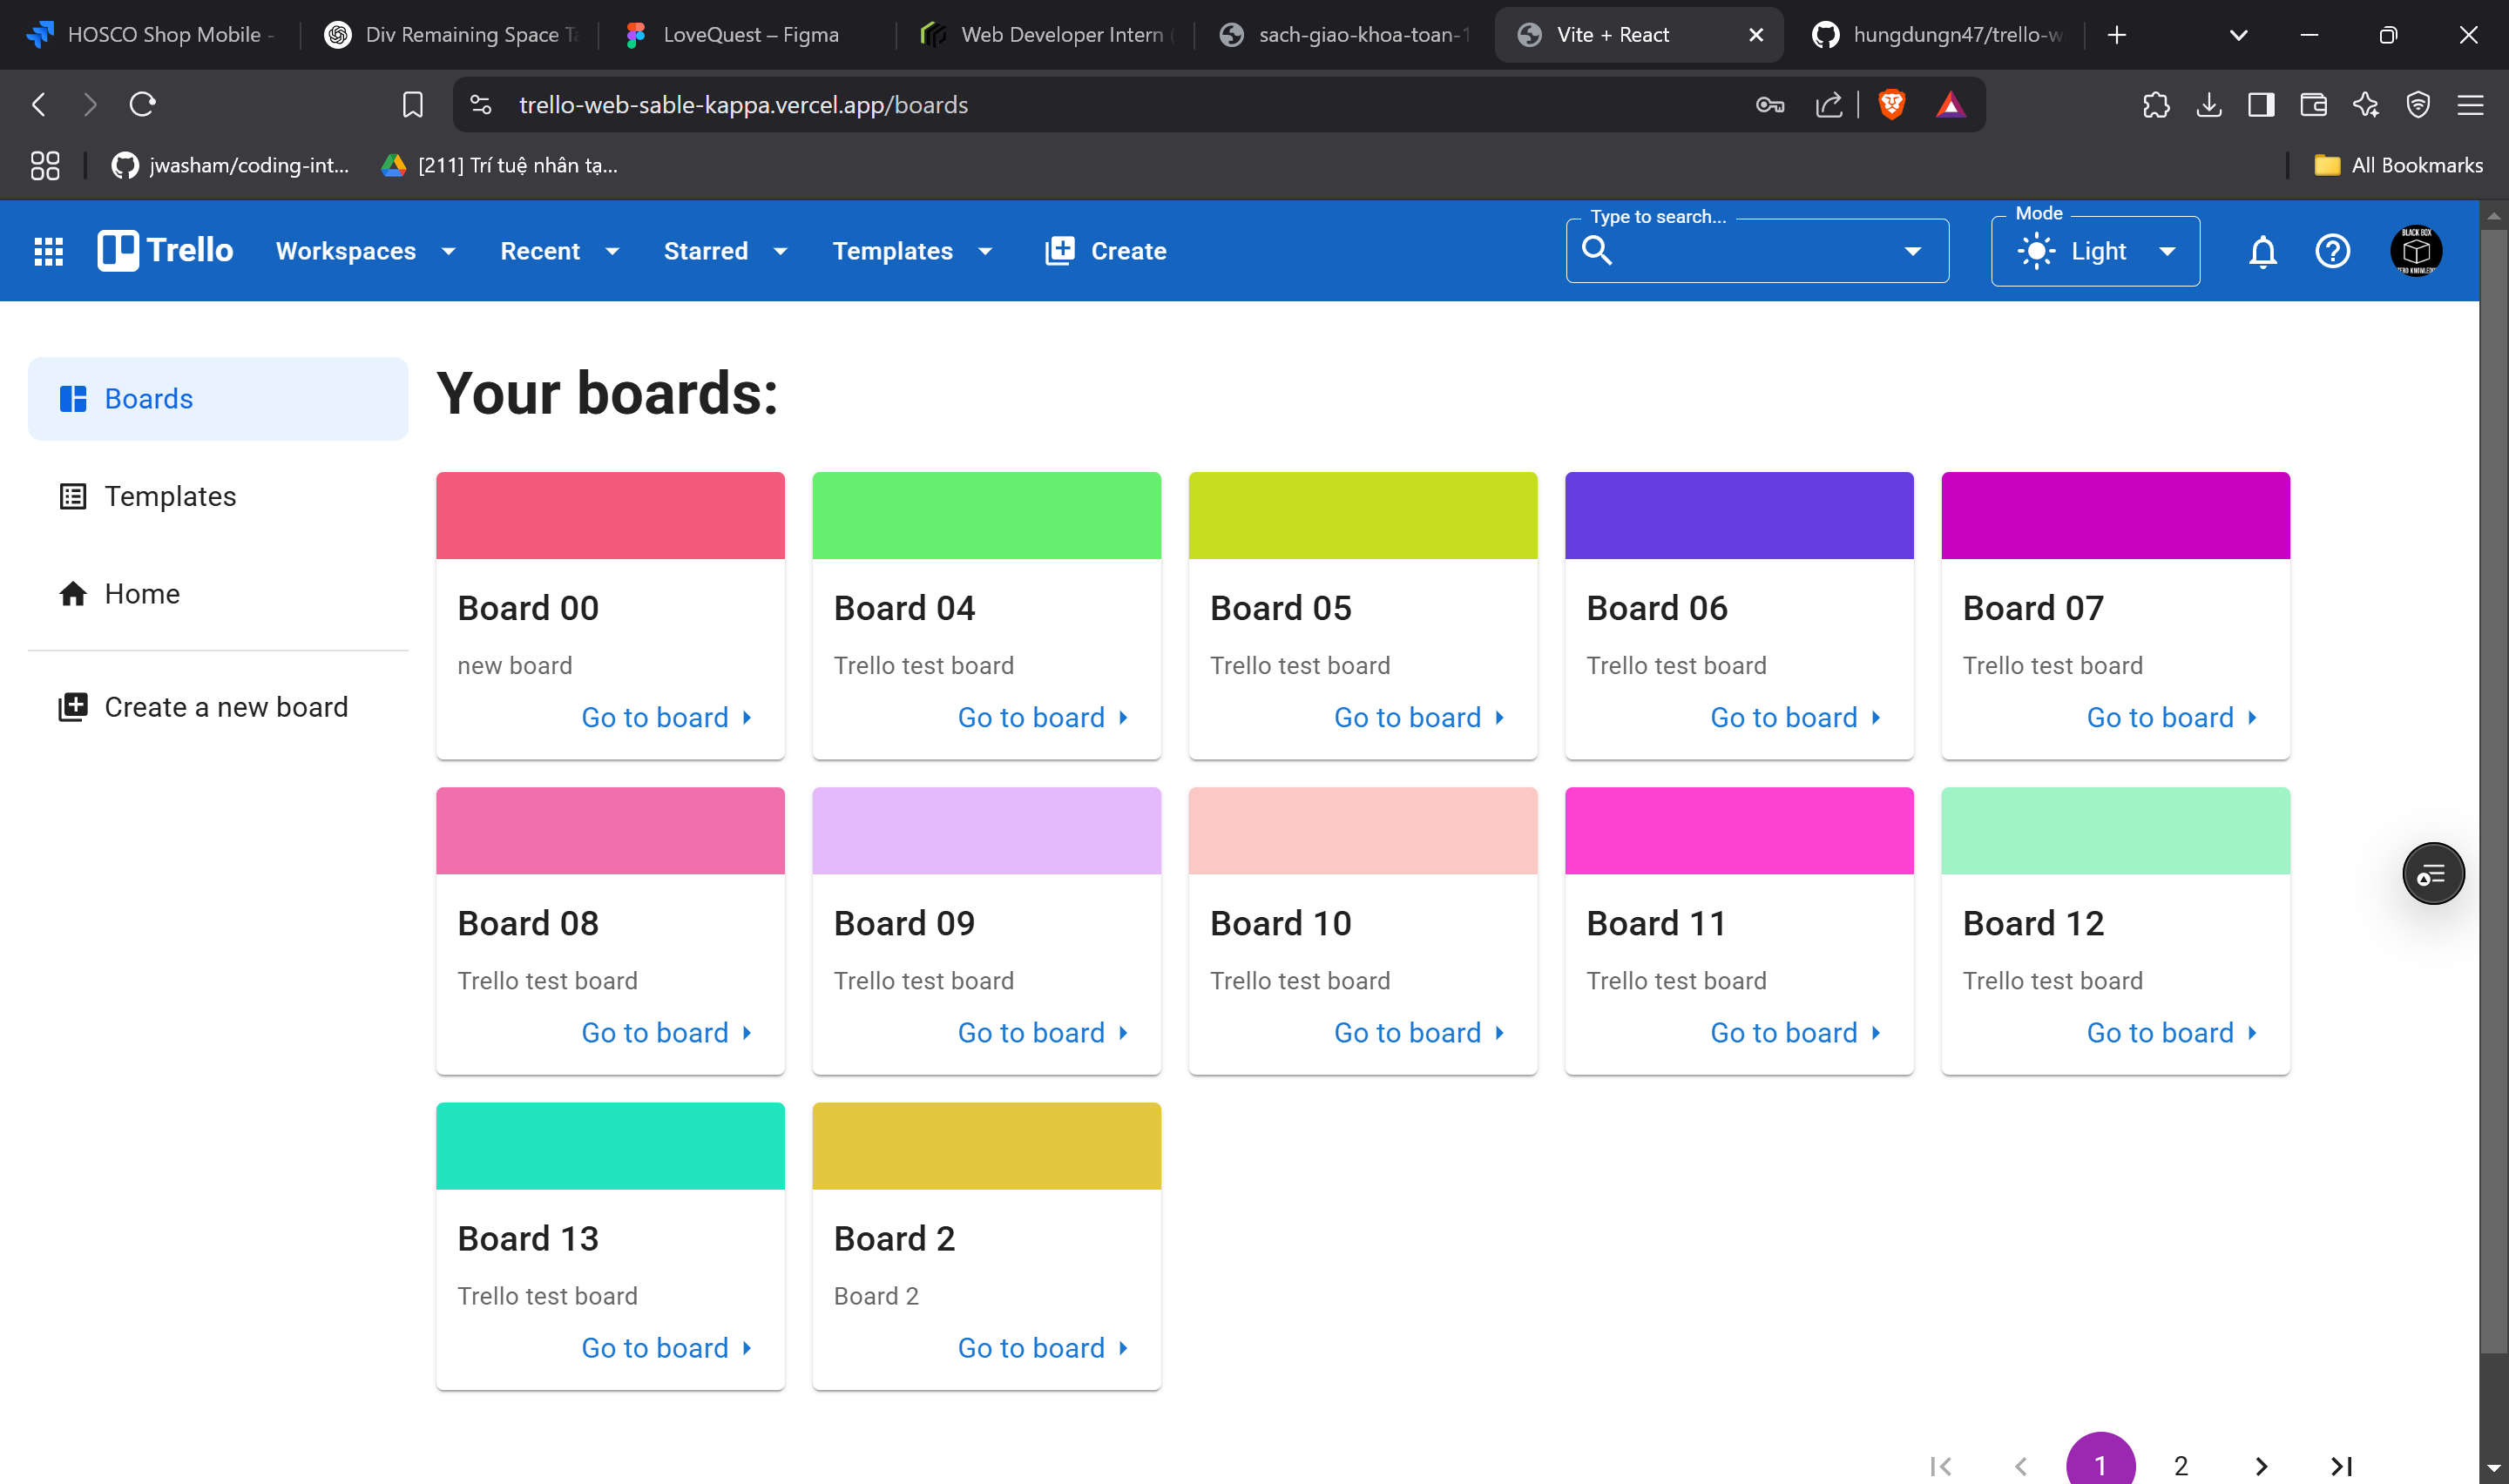 HOSCO Shop Mobile -
Div Remaining Space Ta
LoveQuest – Figma
Web Developer Intern (
sach-giao-khoa-toan-1
Vite + React
hungdungn47/trello-w
trello-web-sable-kappa.vercel.app/boards
jwasham/coding-int...
[211] Trí tuệ nhân tạ...
All Bookmarks
Trello
Workspaces
Recent
Starred
Templates
Create
Type to search...
Mode
Light
BLACK BOX
Boards
Templates
Home
Create a new board
Your boards:
Board 00
new board
Go to board
Board 04
Trello test board
Go to board
Board 05
Trello test board
Go to board
Board 06
Trello test board
Go to board
Board 07
Trello test board
Go to board
Board 08
Trello test board
Go to board
Board 09
Trello test board
Go to board
Board 10
Trello test board
Go to board
Board 11
Trello test board
Go to board
Board 12
Trello test board
Go to board
Board 13
Trello test board
Go to board
Board 2
Board 2
Go to board
1
2